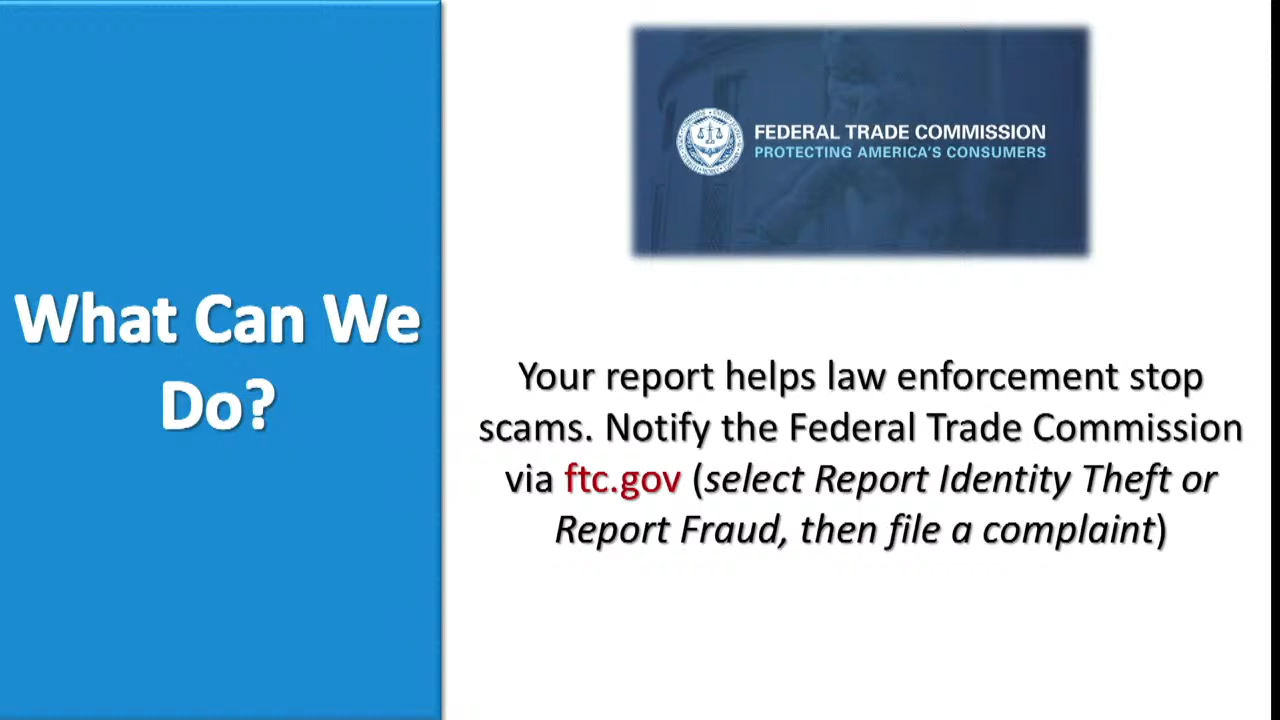 What Can We
Do?
FEDERAL TRADE COMMISSION
PROTECTING AMERICA'S CONSUMERS
Your report helps law enforcement stop
scams. Notify the Federal Trade Commission
via ftc.gov (select Report Identity Theft or
Report Fraud, then file a complaint)